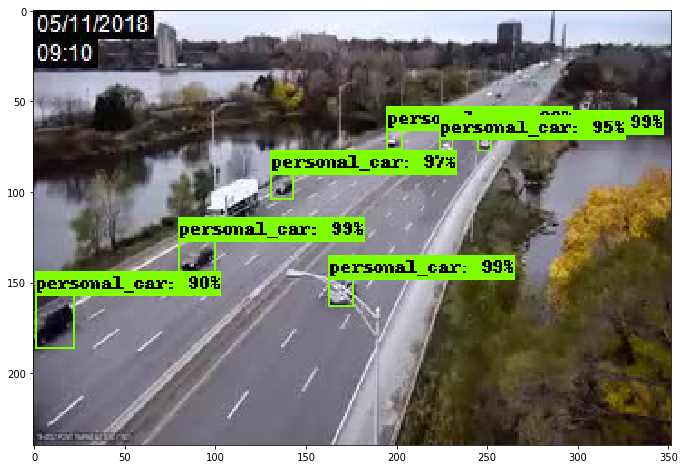 05/11/2018
09:10
personal_car: 99%
personal_car: 95%
personal_car: 97%
personal_car: 99%
personal_car: 99%
personal_car: 90%
0
50
100
150
200
0 50 100 150 200 250 300 350